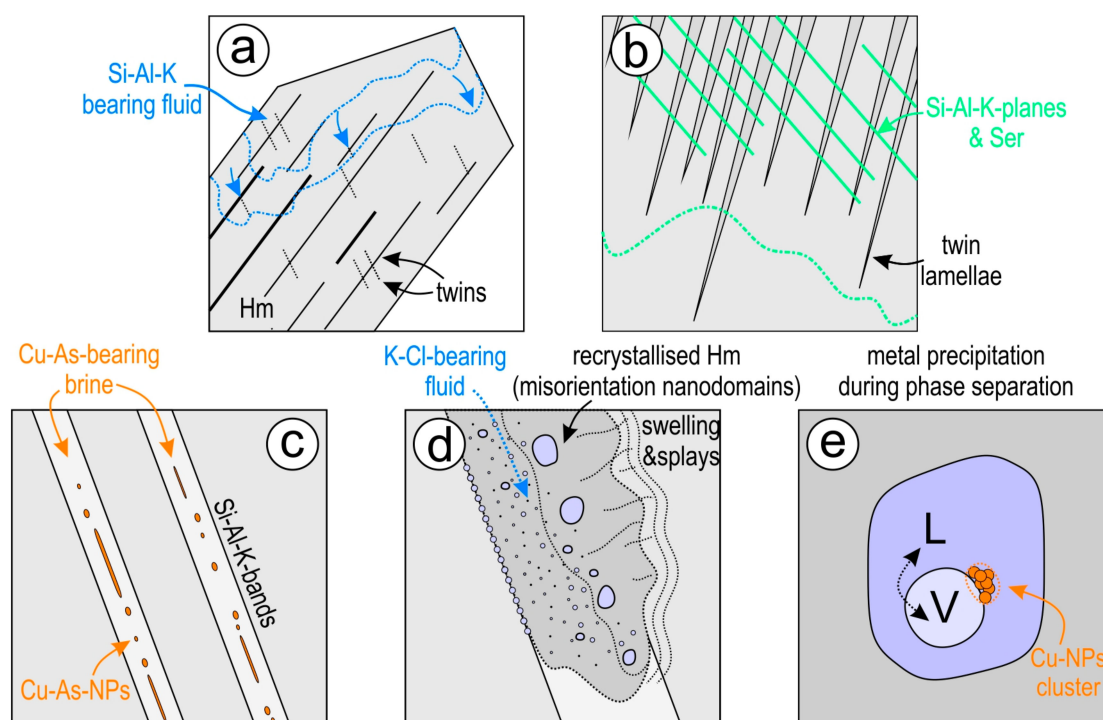 a
Si-Al-K
bearing fluid
Hm
twins
b
Si-Al-K-planes
& Ser
twin
lamellae
Cu-As-bearing
brine
c
Si-Al-K-bands
Cu-As-NPs
K-Cl-bearing
fluid
recrystallised Hm
(misorientation nanodomains)
d
swelling
&splays
metal precipitation
during phase separation
e
L
V
Cu-NPs
cluster